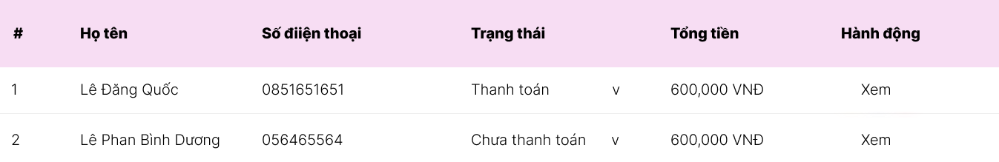 # Họ tên Số điiện thoại Trạng thái Tổng tiền Hành động
1 Lê Đăng Quốc 0851651651 Thanh toán v 600,000 VNĐ Xem
2 Lê Phan Bình Dương 056465564 Chưa thanh toán v 600,000 VNĐ Xem